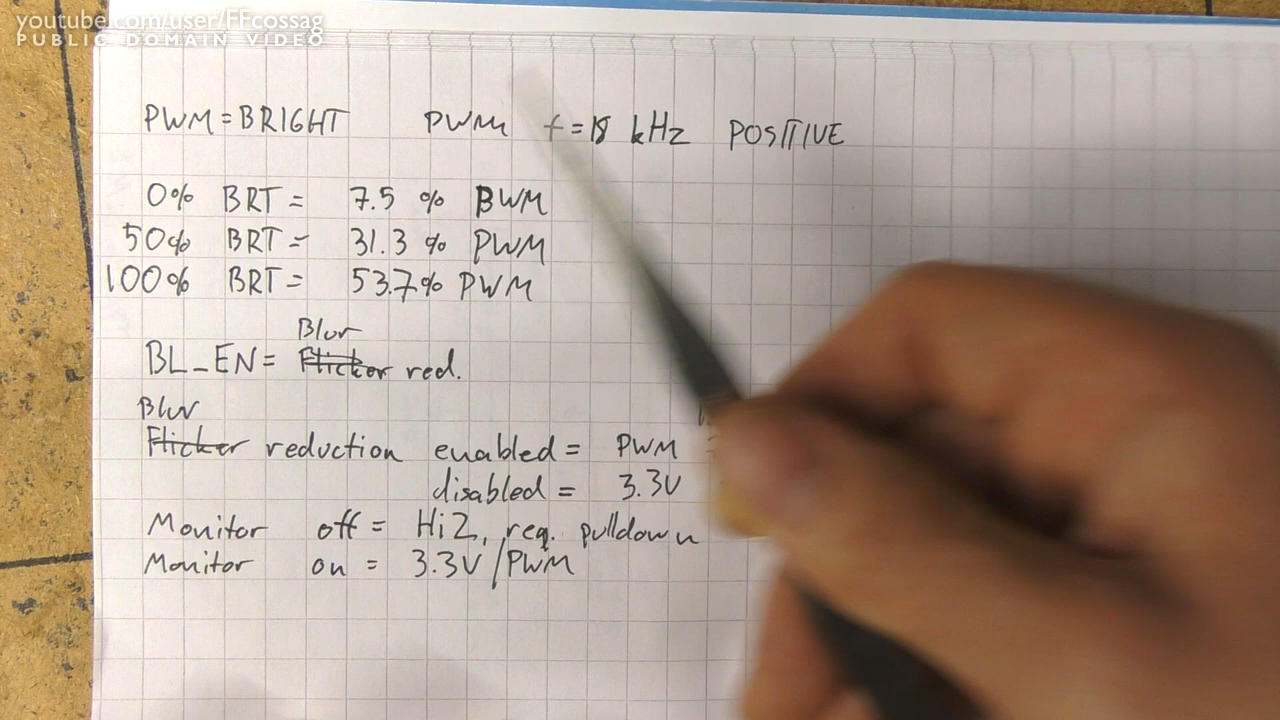 youtube.com/user/FFcossag
PUBLIC DOMAIN VIDEO
PWM=BRIGHT PWM f=18 kHz POSITIVE
0% BRT= 7.5 % PWM
50% BRT= 31.3 % PWM
100% BRT= 53.7% PWM
Blur
BL_EN= Flicker red.
Blur
Flicker reduction enabled = PWM =
disabled = 3.3V
Monitor off = HiZ, req. pulldown
Monitor on = 3.3V/PWM